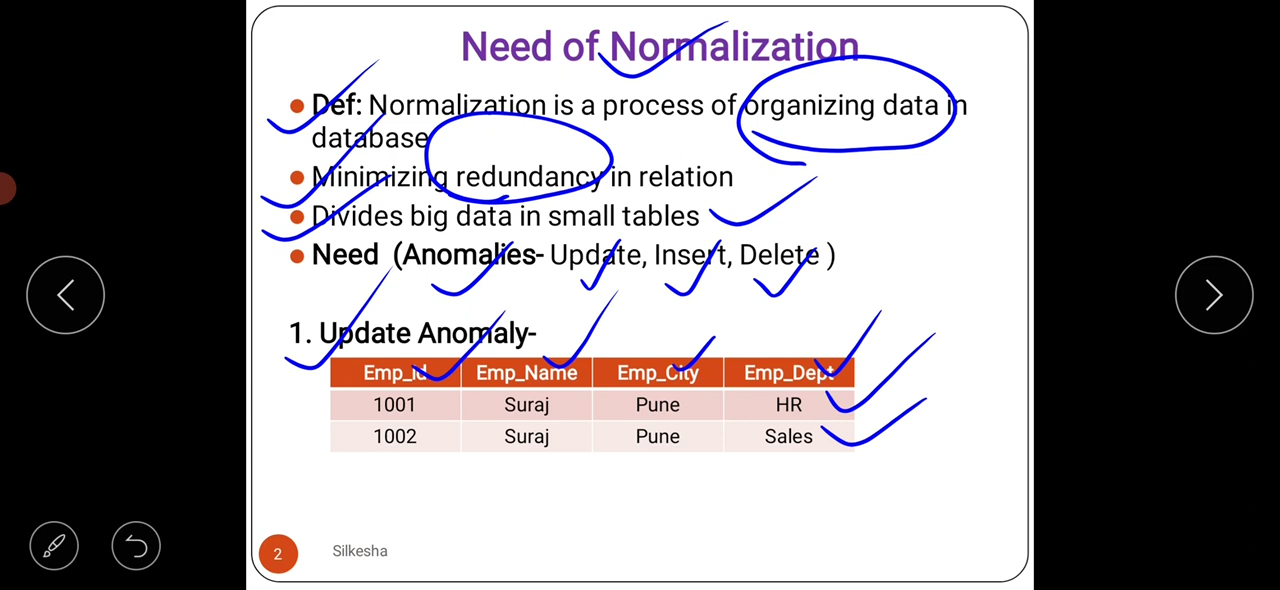 Need of Normalization
Def: Normalization is a process of organizing data in
database
Minimizing redundancy in relation
Divides big data in small tables
Need (Anomalies- Update, Insert, Delete )
1. Update Anomaly-
Emp_id Emp_Name Emp_City Emp_Dept
1001 Suraj Pune HR
1002 Suraj Pune Sales
2 Silkesha